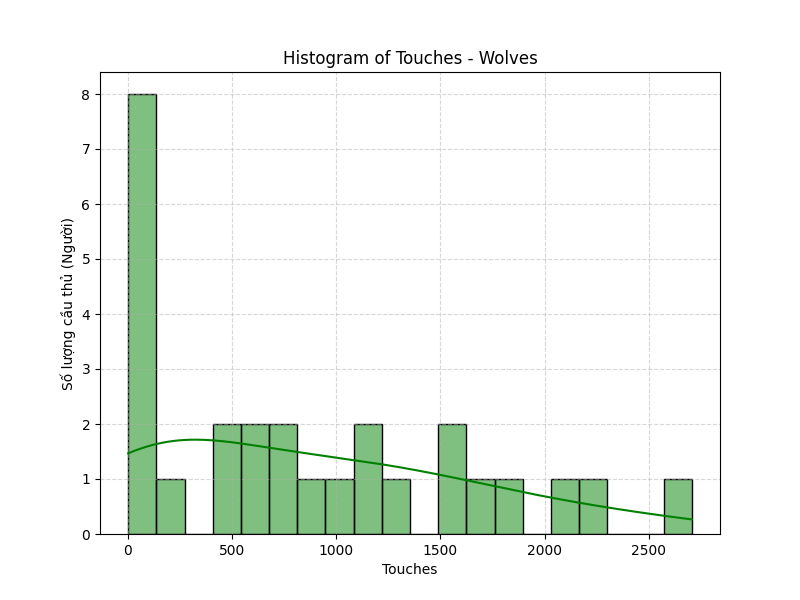 Histogram of Touches - Wolves
Số lượng cầu thủ (Người)
8
7
6
5
4
3
2
1
0
0 500 1000 1500 2000 2500
Touches